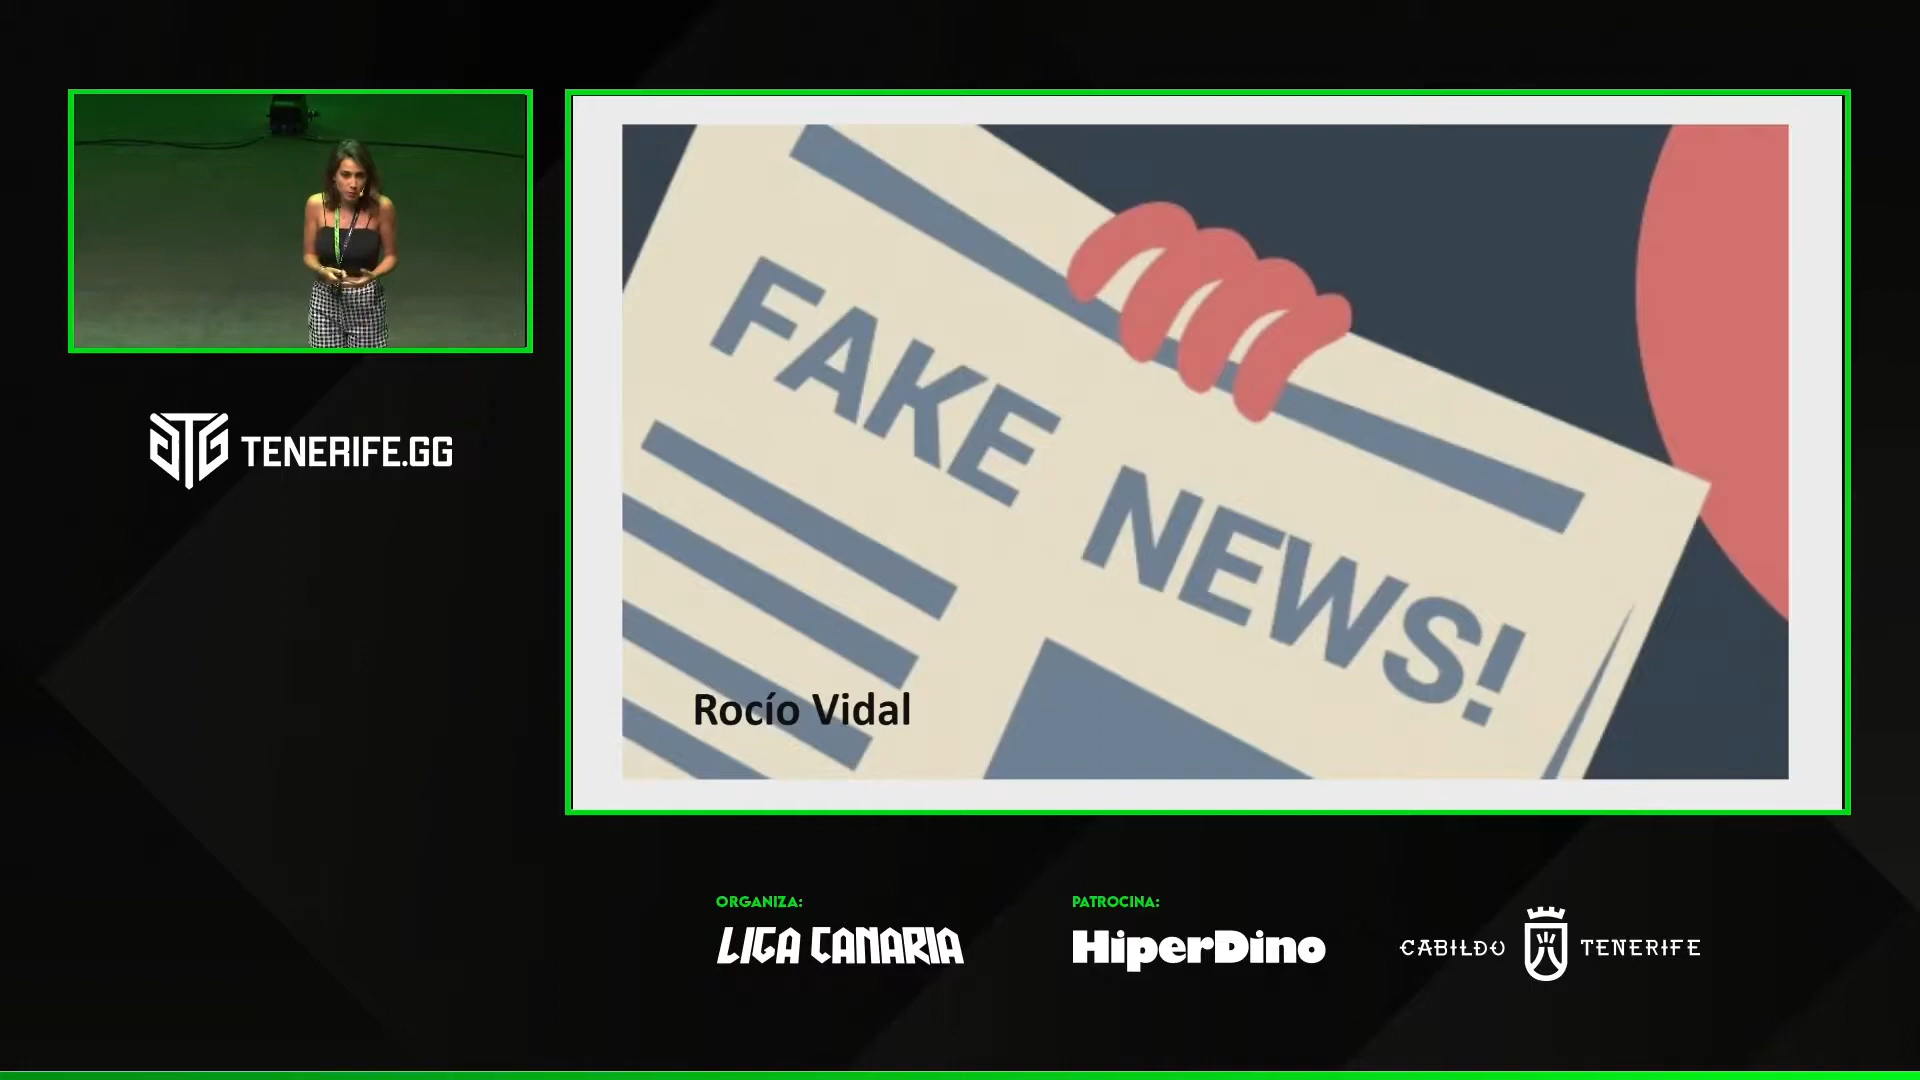 TENERIFE.GG
FAKE NEWS!
Rocío Vidal
ORGANIZA:
LIGA CANARIA
PATROCINA:
HiperDino
CABILDO TENERIFE